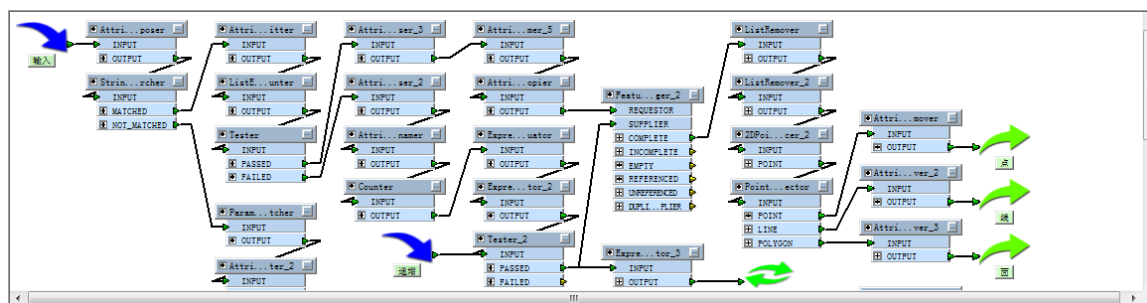 Attri...poser
INPUT
OUTPUT
Strin...rcher
INPUT
MATCHED
NOT_MATCHED
输入
Attri...itter
INPUT
OUTPUT
ListE...unter
INPUT
OUTPUT
Tester
INPUT
PASSED
FAILED
Param...tcher
INPUT
OUTPUT
Attri...ter_2
INPUT
Attri...ser_3
INPUT
OUTPUT
Attri...ser_2
INPUT
OUTPUT
Attri...namer
INPUT
OUTPUT
Counter
INPUT
OUTPUT
递增
Attri...mer_5
INPUT
OUTPUT
Attri...opier
INPUT
OUTPUT
Expre...uator
INPUT
OUTPUT
Expre...tor_2
INPUT
OUTPUT
Tester_2
INPUT
PASSED
FAILED
Featu...ger_2
REQUESTOR
SUPPLIER
COMPLETE
INCOMPLETE
EMPTY
REFERENCED
UNREFERENCED
DUPLI...PLIER
Expre...tor_3
INPUT
OUTPUT
ListRemover
INPUT
OUTPUT
ListRemover_2
INPUT
OUTPUT
2DPoi...cer_2
INPUT
POINT
Point...ector
INPUT
POINT
LINE
POLYGON
Attri...mover
INPUT
OUTPUT
点
Attri...ver_2
INPUT
OUTPUT
线
Attri...ver_3
INPUT
OUTPUT
面